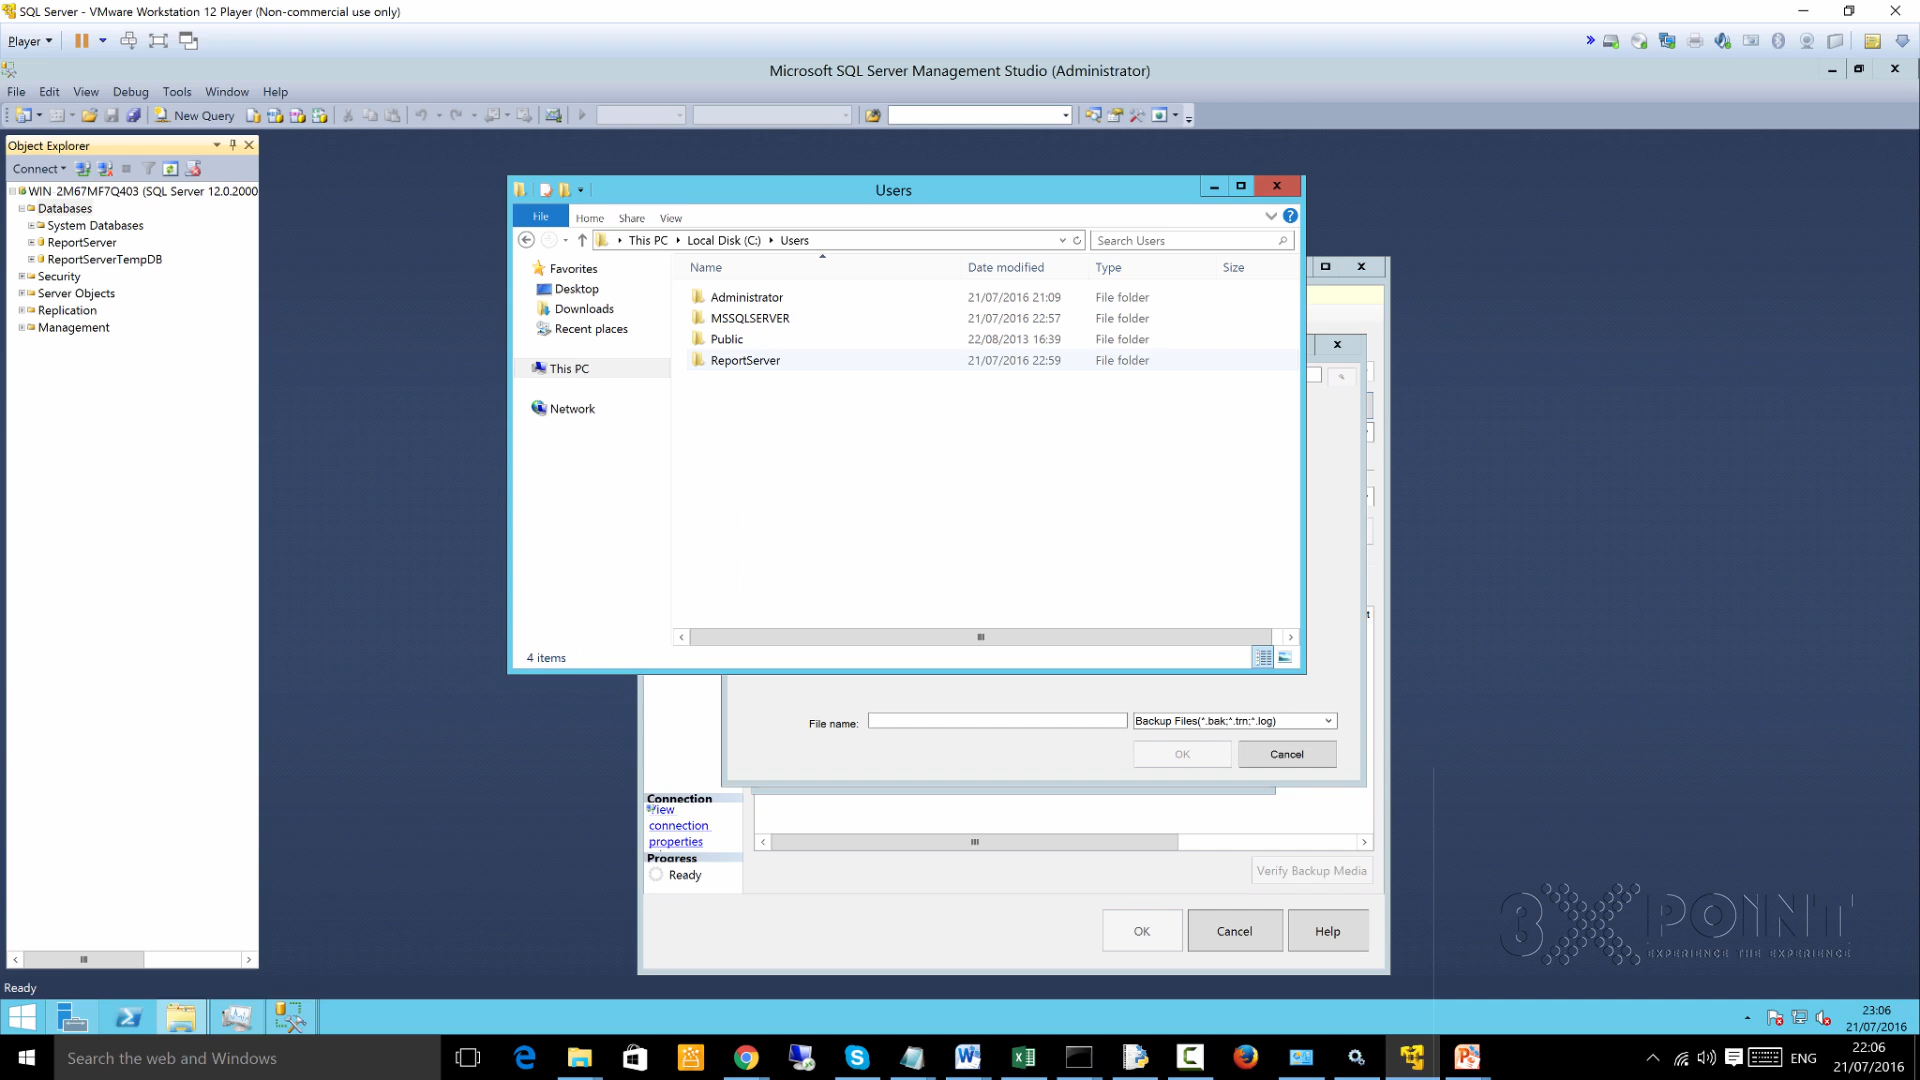 SQL Server - VMware Workstation 12 Player (Non-commercial use only)
Player
Microsoft SQL Server Management Studio (Administrator)
File Edit View Debug Tools Window Help
New Query
Object Explorer
Connect
WIN-2M67MF7Q403 (SQL Server 12.0.2000
Databases
System Databases
ReportServer
ReportServerTempDB
Security
Server Objects
Replication
Management
Users
File Home Share View
This PC Local Disk (C:) Users
Search Users
Favorites
Desktop
Downloads
Recent places
This PC
Network
Name Date modified Type Size
Administrator 21/07/2016 21:09 File folder
MSSQLSERVER 21/07/2016 22:57 File folder
Public 22/08/2013 16:39 File folder
ReportServer 21/07/2016 22:59 File folder
4 items
File name:
Backup Files(*.bak;*.trn;*.log)
OK Cancel
Connection
View
connection
properties
Progress
Ready
Verify Backup Media
OK Cancel Help
3XPOINT
EXPERIENCE THE EXPERIENCE
Ready
23:06
21/07/2016
Search the web and Windows
ENG
22:06
21/07/2016